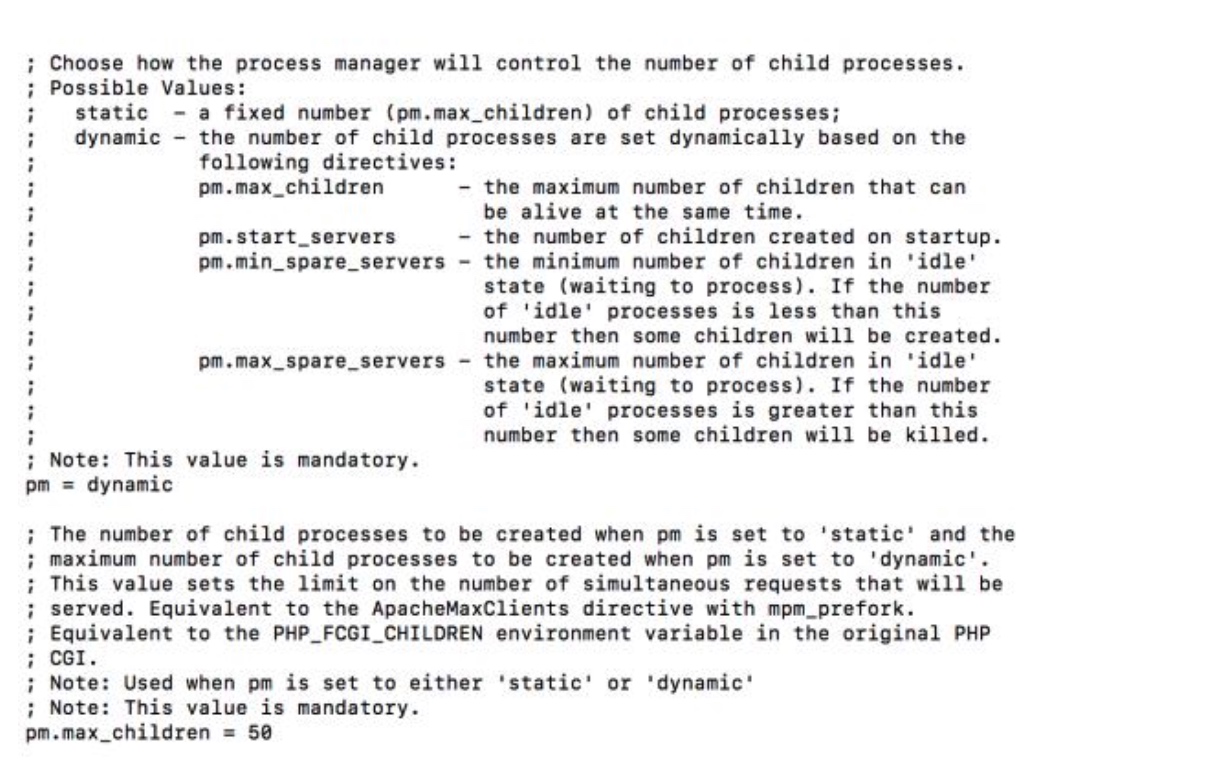 ; Choose how the process manager will control the number of child processes.
; Possible Values:
;   static  – a fixed number (pm.max_children) of child processes;
;   dynamic – the number of child processes are set dynamically based on the
;             following directives:
;             pm.max_children      – the maximum number of children that can
;                                    be alive at the same time.
;             pm.start_servers     – the number of children created on startup.
;             pm.min_spare_servers – the minimum number of children in 'idle'
;                                    state (waiting to process). If the number
;                                    of 'idle' processes is less than this
;                                    number then some children will be created.
;             pm.max_spare_servers – the maximum number of children in 'idle'
;                                    state (waiting to process). If the number
;                                    of 'idle' processes is greater than this
;                                    number then some children will be killed.
; Note: This value is mandatory.
pm = dynamic

; The number of child processes to be created when pm is set to 'static' and the
; maximum number of child processes to be created when pm is set to 'dynamic'.
; This value sets the limit on the number of simultaneous requests that will be
; served. Equivalent to the ApacheMaxClients directive with mpm_prefork.
; Equivalent to the PHP_FCGI_CHILDREN environment variable in the original PHP
; CGI.
; Note: Used when pm is set to either 'static' or 'dynamic'
; Note: This value is mandatory.
pm.max_children = 50